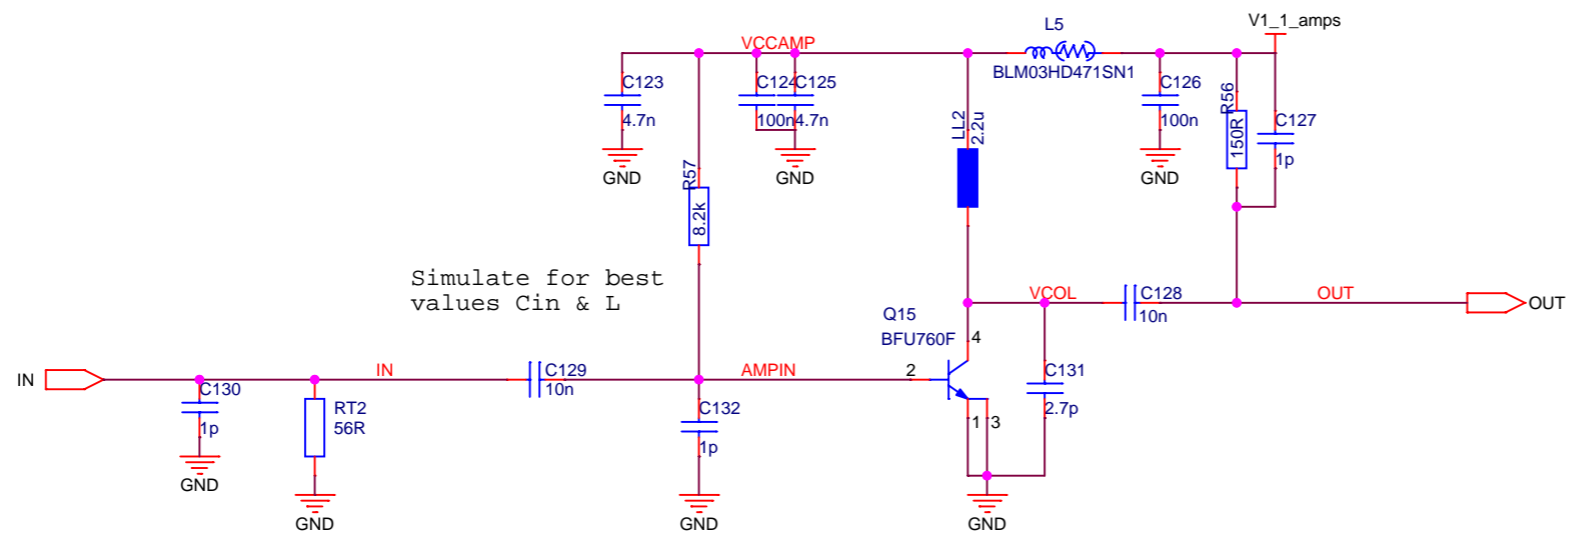 V1_1_amps
L5
VCCAMP
BLM03HD471SN1
C123
4.7n
GND
C124
100n
C125
4.7n
GND
LL2
2.2u
C126
100n
GND
R56
150R
C127
1p
R57
8.2k
Simulate for best
values Cin & L
VCOL
C128
10n
OUT
OUT
Q15
BFU760F
4
2
1
3
IN
IN
C129
10n
AMPIN
C130
1p
GND
RT2
56R
GND
C132
1p
GND
C131
2.7p
GND